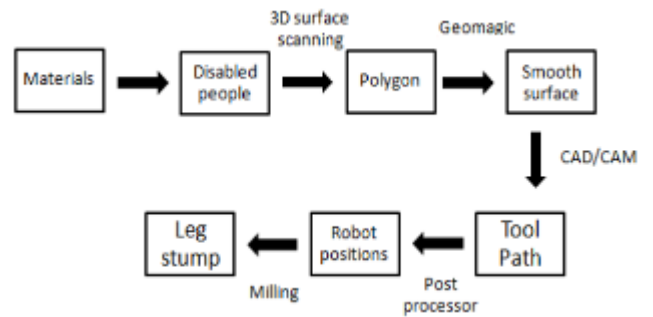 3D surface
scanning
Geomagic
Materials
Disabled
people
Polygon
Smooth
surface
CAD/CAM
Tool
Path
Post
processor
Robot
positions
Milling
Leg
stump